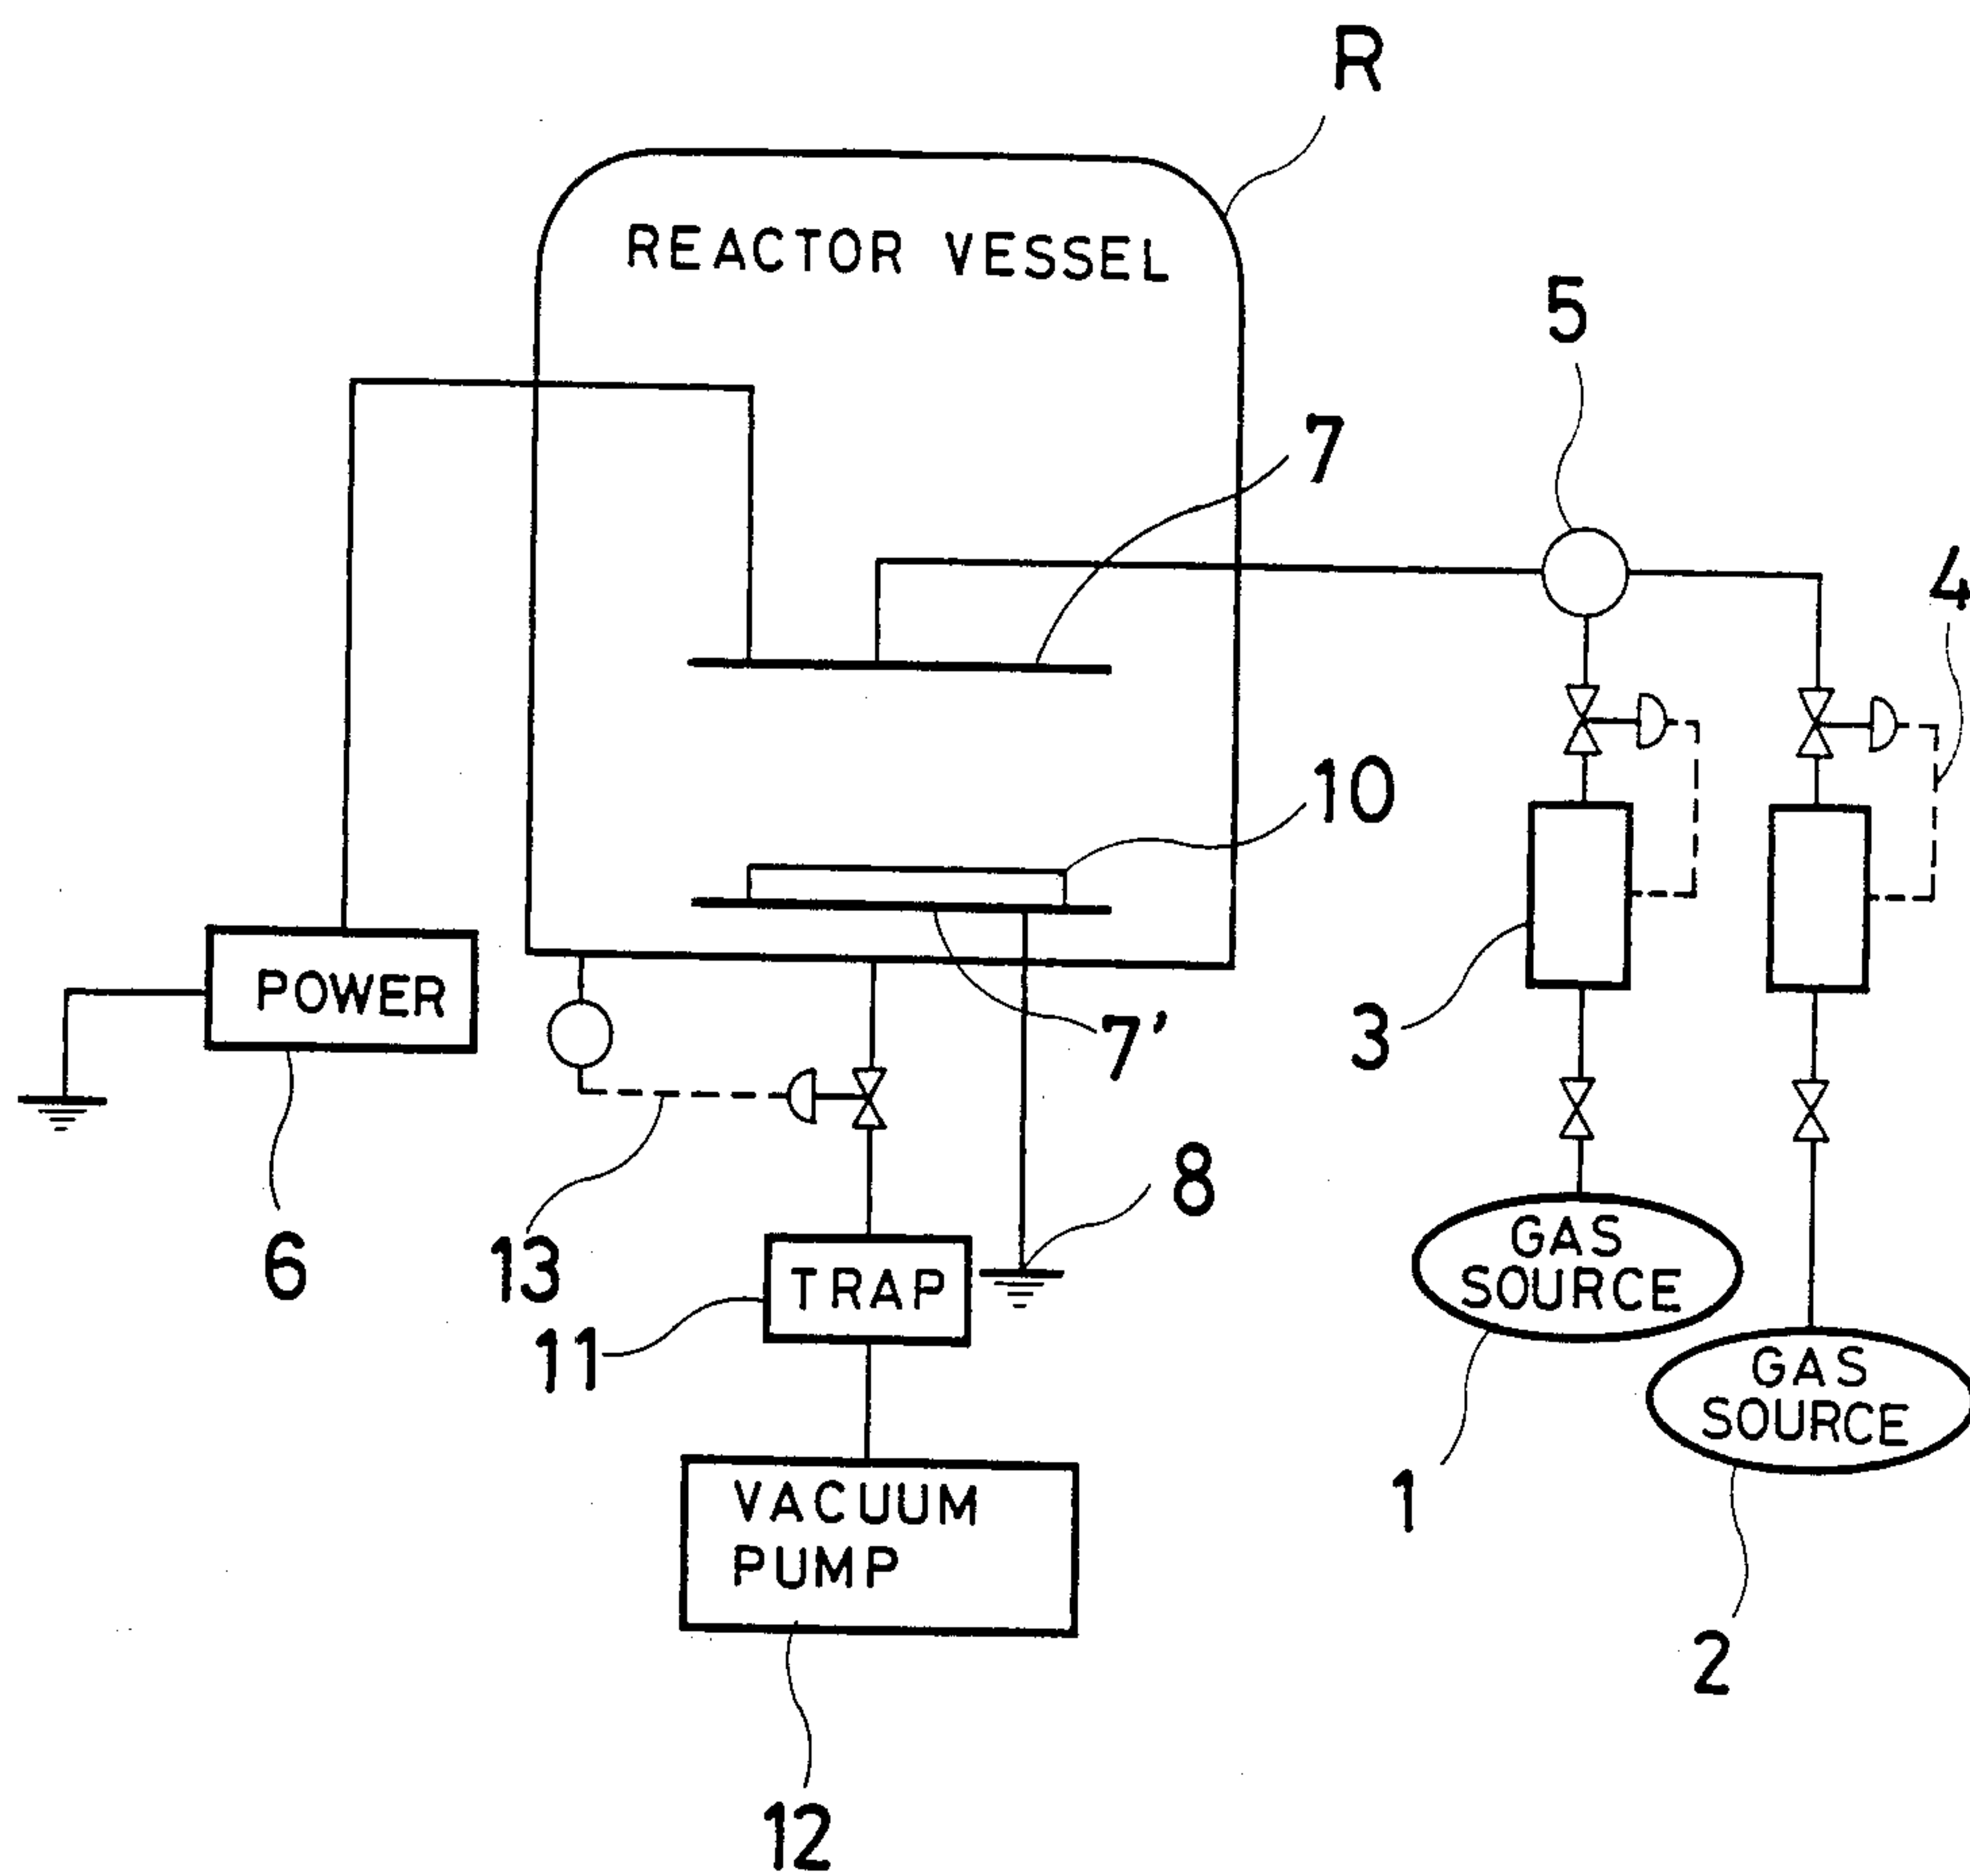 R
REACTOR VESSEL
5
7
4
10
POWER
3
7'
8
6
13
TRAP
GAS
SOURCE
11
GAS
SOURCE
1
VACUUM
PUMP
2
12